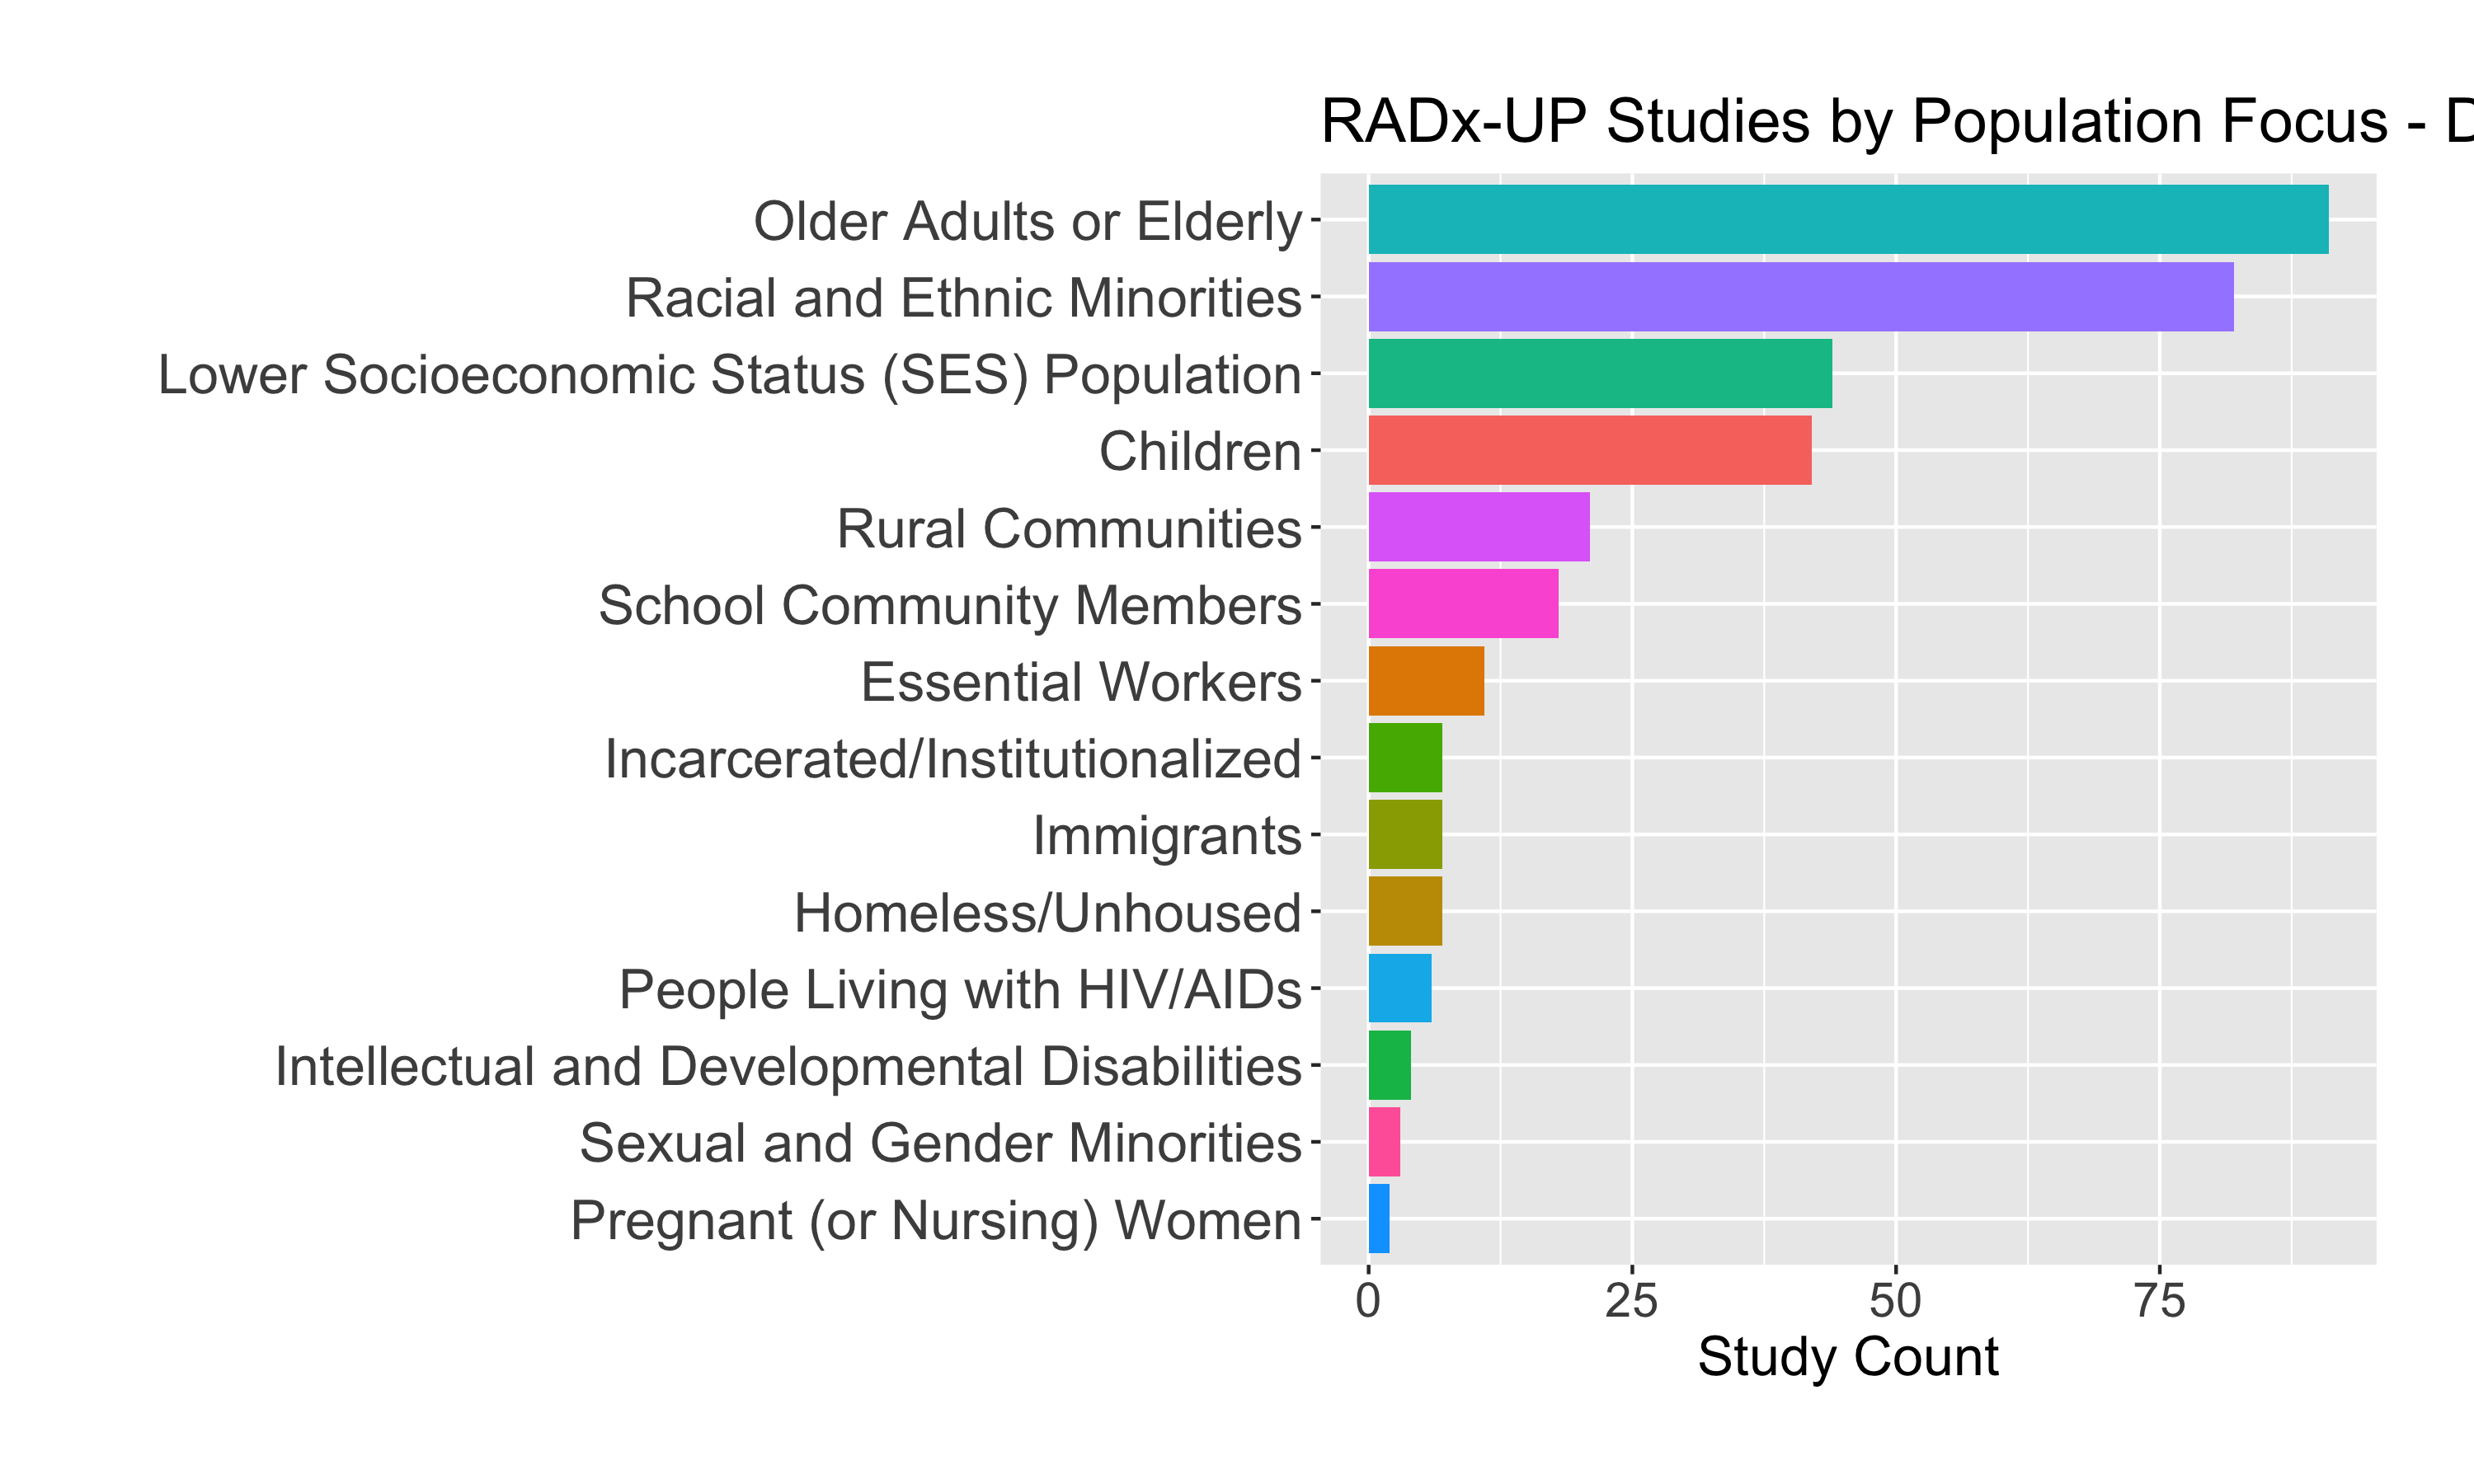 RADx-UP Studies by Population Focus - D
Older Adults or Elderly
Racial and Ethnic Minorities
Lower Socioeconomic Status (SES) Population
Children
Rural Communities
School Community Members
Essential Workers
Incarcerated/Institutionalized
Immigrants
Homeless/Unhoused
People Living with HIV//AIDs
Intellectual and Developmental Disabilities
Sexual and Gender Minorities
Pregnant (or Nursing) Women
0 25 50 75
Study Count